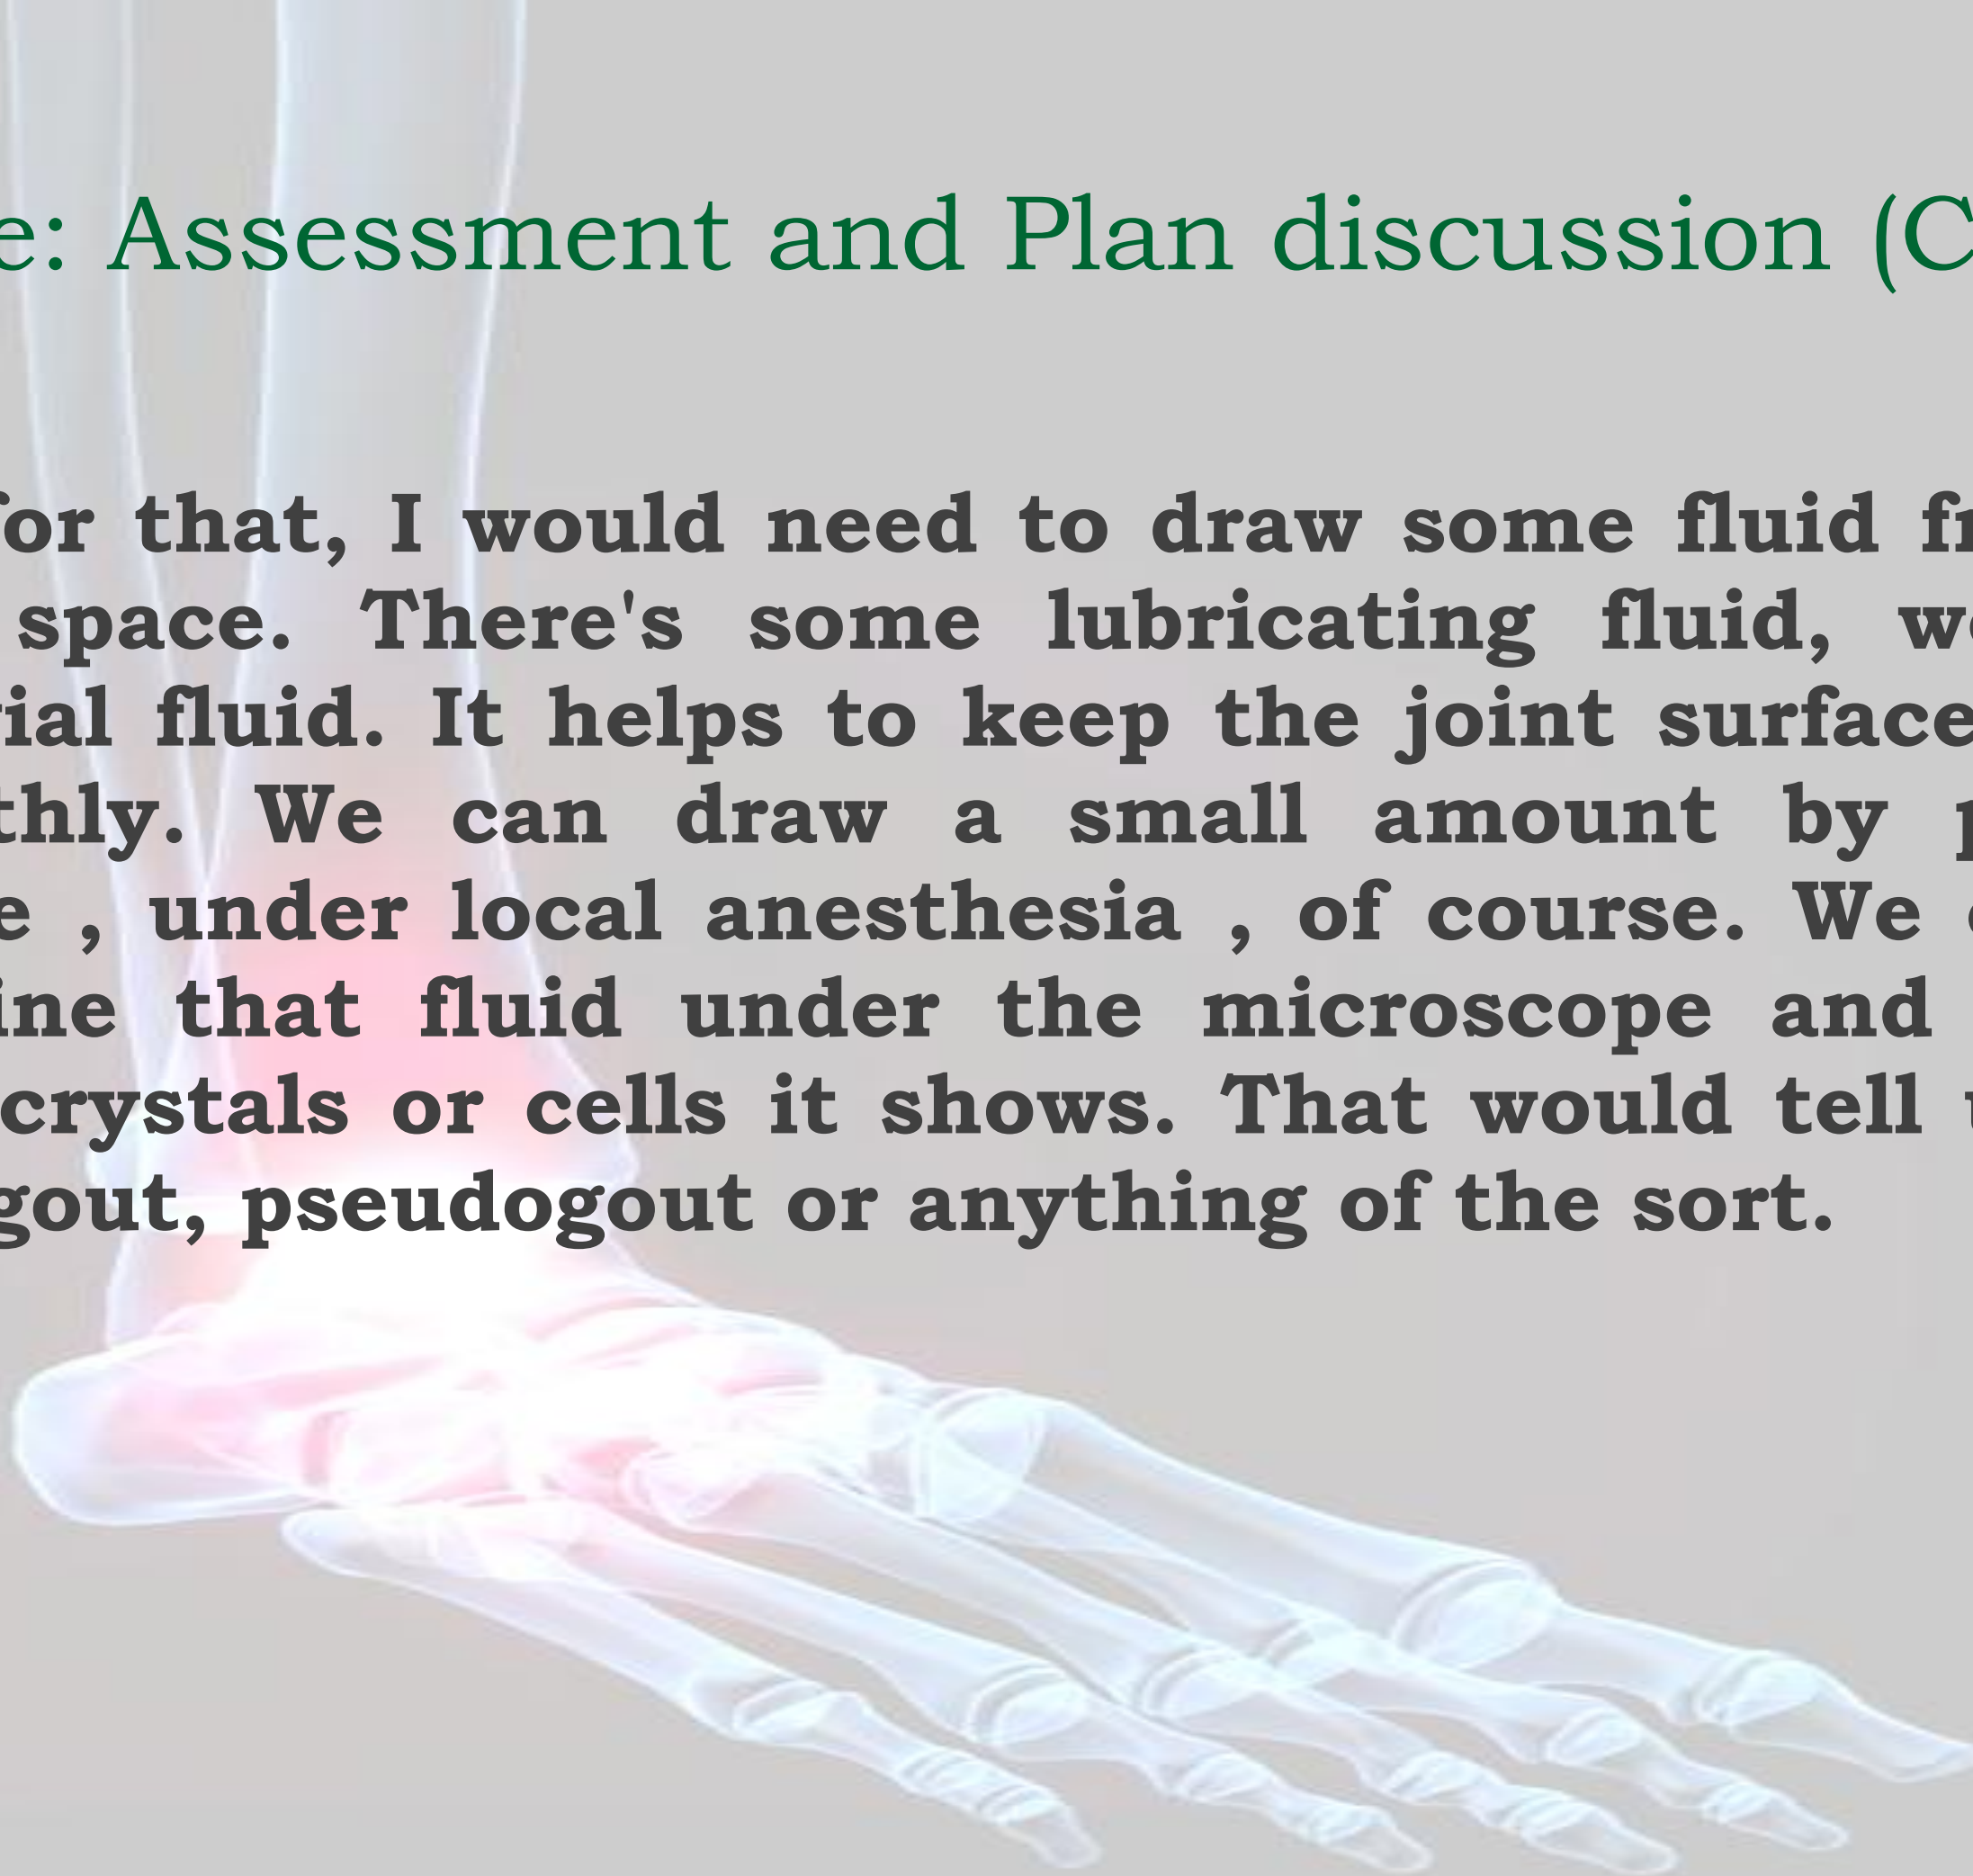 e: Assessment and Plan discussion (C
for that, I would need to draw some fluid
space. There's some lubricating fluid,
ial fluid. It helps to keep the joint surface
thly. We can draw a small amount by
e , under local anesthesia , of course. We
ine that fluid under the microscope and
crystals or cells it shows. That would tell
gout, pseudogout or anything of the sort.